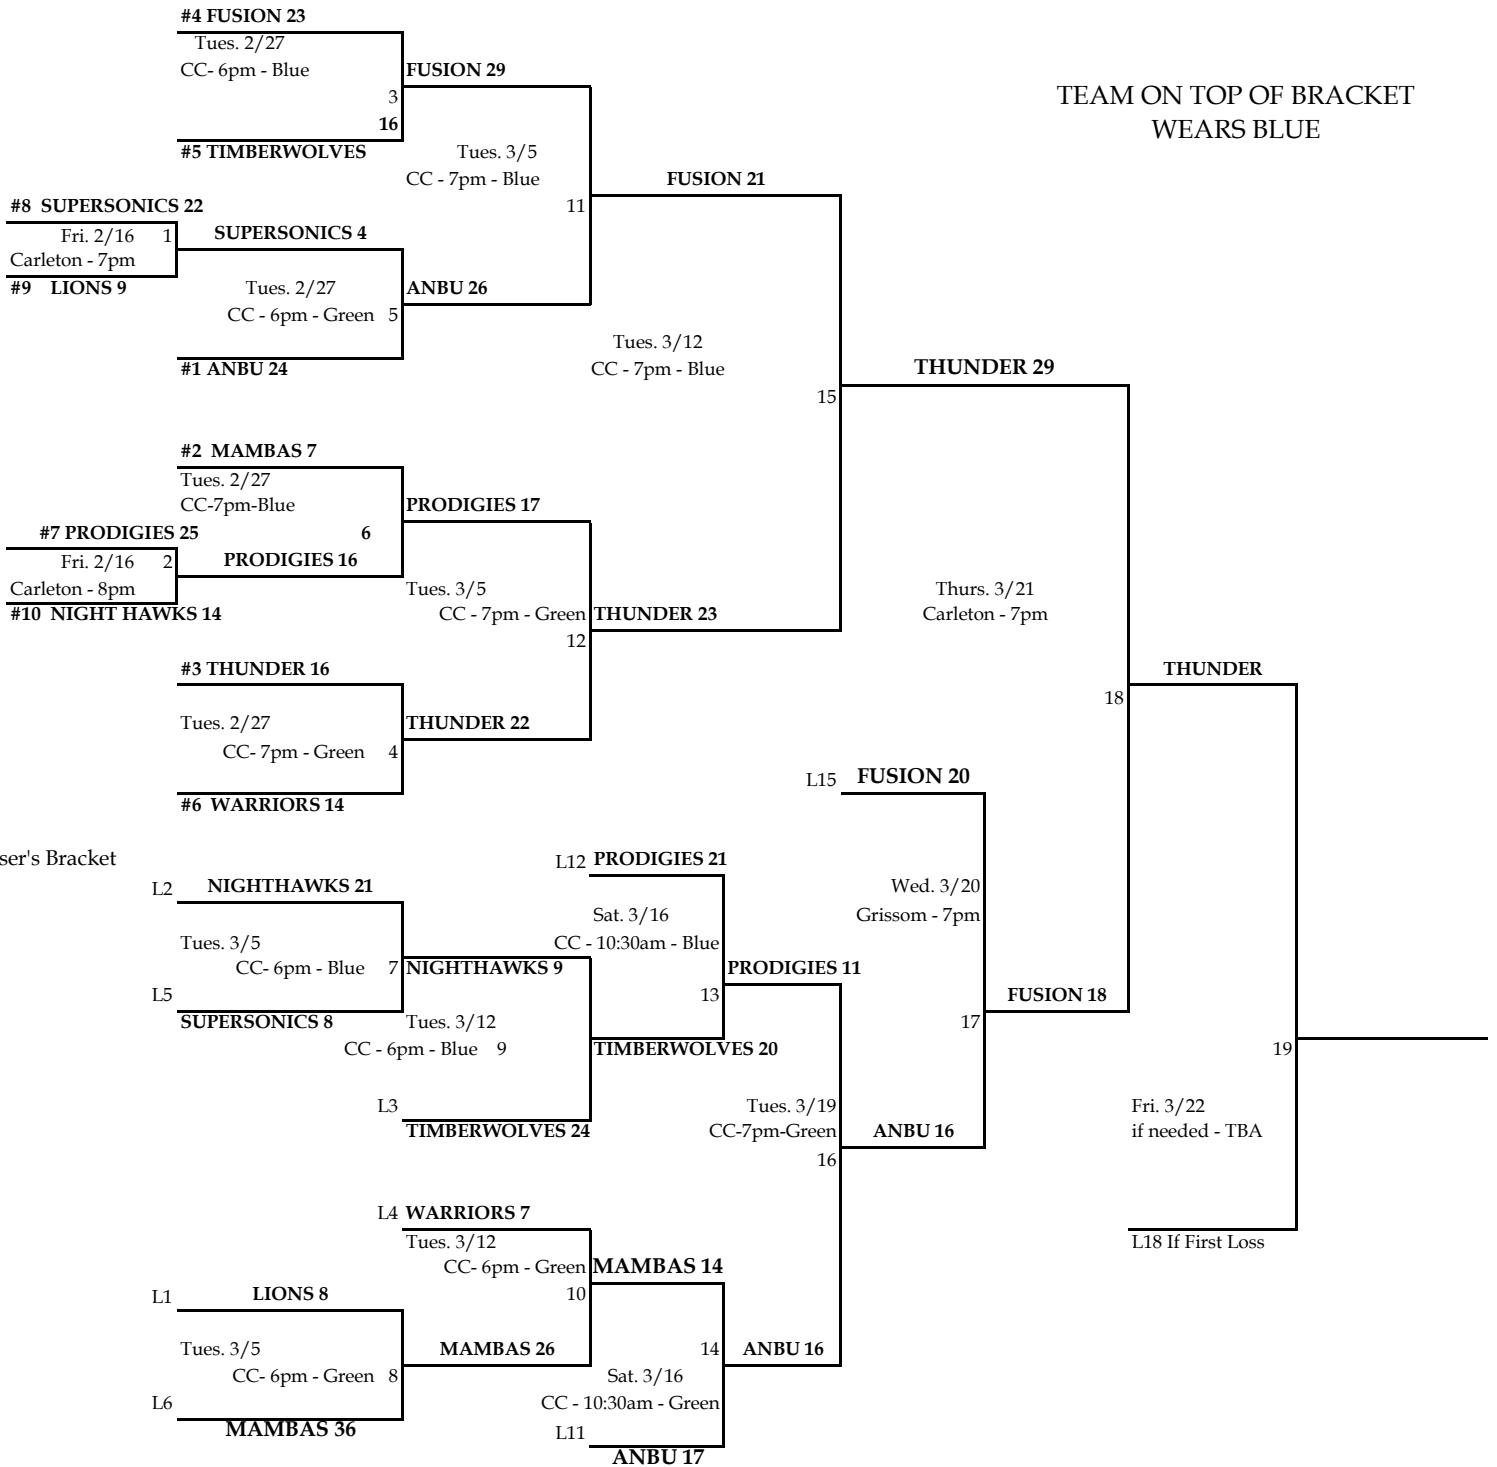 #4 FUSION 23
Tues. 2/27
CC- 6pm - Blue
3
16
#5 TIMBERWOLVES
FUSION 29
TEAM ON TOP OF BRACKET
WEARS BLUE
Tues. 3/5
CC - 7pm - Blue
11
FUSION 21
#8 SUPERSONICS 22
Fri. 2/16 1
Carleton - 7pm
#9 LIONS 9
SUPERSONICS 4
Tues. 2/27
CC - 6pm - Green 5
#1 ANBU 24
ANBU 26
Tues. 3/12
CC - 7pm - Blue
15
THUNDER 29
#2 MAMBAS 7
Tues. 2/27
CC-7pm-Blue
6
#7 PRODIGIES 25
Fri. 2/16 2
Carleton - 8pm
#10 NIGHT HAWKS 14
PRODIGIES 16
PRODIGIES 17
Tues. 3/5
CC - 7pm - Green
12
THUNDER 23
#3 THUNDER 16
Tues. 2/27
CC- 7pm - Green 4
#6 WARRIORS 14
THUNDER 22
Thurs. 3/21
Carleton - 7pm
18
THUNDER
L15 FUSION 20
ser's Bracket
L2 NIGHTHAWKS 21
Tues. 3/5
CC- 6pm - Blue 7
L5
SUPERSONICS 8
NIGHTHAWKS 9
Tues. 3/12
CC - 6pm - Blue 9
L3
TIMBERWOLVES 24
L12 PRODIGIES 21
Sat. 3/16
CC - 10:30am - Blue
13
TIMBERWOLVES 20
PRODIGIES 11
Wed. 3/20
Grissom - 7pm
17
FUSION 18
Tues. 3/19
CC-7pm-Green
16
ANBU 16
19
Fri. 3/22
if needed - TBA
L18 If First Loss
L4 WARRIORS 7
Tues. 3/12
CC- 6pm - Green
10
MAMBAS 14
L1 LIONS 8
Tues. 3/5
CC- 6pm - Green 8
L6
MAMBAS 36
MAMBAS 26
14
Sat. 3/16
CC - 10:30am - Green
L11
ANBU 17
ANBU 16